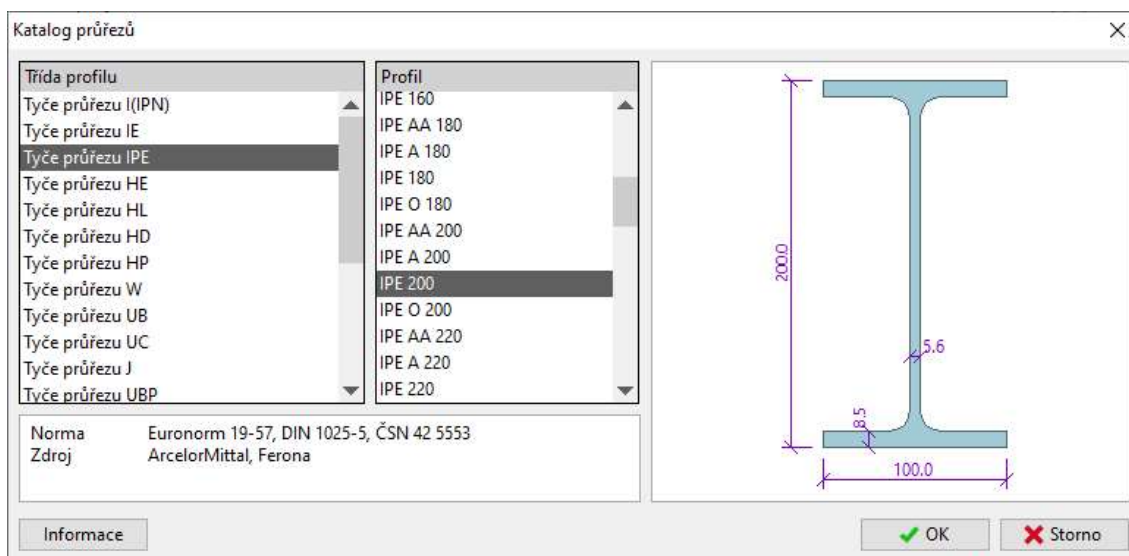 Katalog průřezů
Třída profilu
Tyče průřezu I(IPN)
Tyče průřezu IE
Tyče průřezu IPE
Tyče průřezu HE
Tyče průřezu HL
Tyče průřezu HD
Tyče průřezu HP
Tyče průřezu W
Tyče průřezu UB
Tyče průřezu UC
Tyče průřezu J
Tyče průřezu UBP
Profil
IPE 160
IPE AA 180
IPE A 180
IPE 180
IPE O 180
IPE AA 200
IPE A 200
IPE 200
IPE O 200
IPE AA 220
IPE A 220
IPE 220
200.0
5.6
8.5
100.0
Norma Euronorm 19-57, DIN 1025-5, ČSN 42 5553
Zdroj ArcelorMittal, Ferona
Informace
OK
Storno